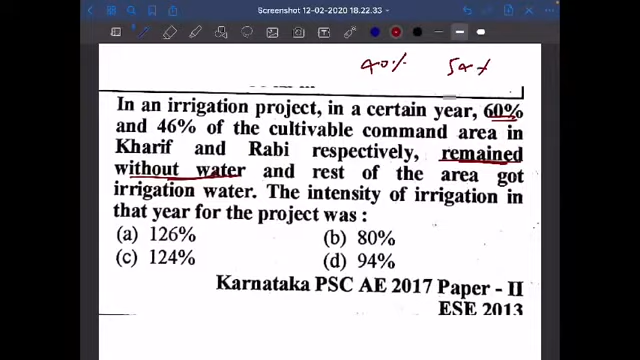 Screenshot 12-02-2020 18.22.33
40% 54%
In an irrigation project, in a certain year, 60%
and 46% of the cultivable command area in
Kharif and Rabi respectively, remained
without water and rest of the area got
irrigation water. The intensity of irrigation in
that year for the project was :
(a) 126% (b) 80%
(c) 124% (d) 94%
Karnataka PSC AE 2017 Paper - II
ESE 2013